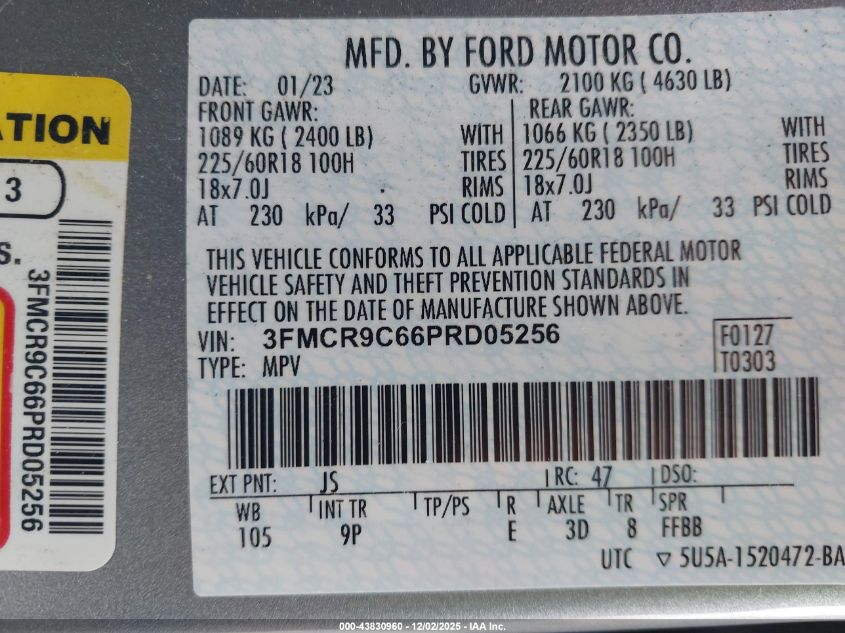 ATION
3
S.
3FMCR9C66PRD05256
MFD. BY FORD MOTOR CO.
DATE: 01/23 GVWR: 2100 KG ( 4630 LB)
FRONT GAWR: REAR GAWR:
1089 KG ( 2400 LB) WITH 1066 KG ( 2350 LB) WITH
225/60R18 100H TIRES 225/60R18 100H TIRES
18x7.0J RIMS 18x7.0J RIMS
AT 230 kPa/ 33 PSI COLD AT 230 kPa/ 33 PSI COLD
THIS VEHICLE CONFORMS TO ALL APPLICABLE FEDERAL MOTOR
VEHICLE SAFETY AND THEFT PREVENTION STANDARDS IN
EFFECT ON THE DATE OF MANUFACTURE SHOWN ABOVE.
VIN: 3FMCR9C66PRD05256 F0127
TYPE: MPV T0303
EXT PNT: JS RC: 47 DSO:
WB INT TR TP/PS R AXLE TR SPR
105 9P E 3D 8 FFBB
UTC ▽ 5U5A-1520472-BA
000-43830960 - 12/02/2025 - IAA Inc.